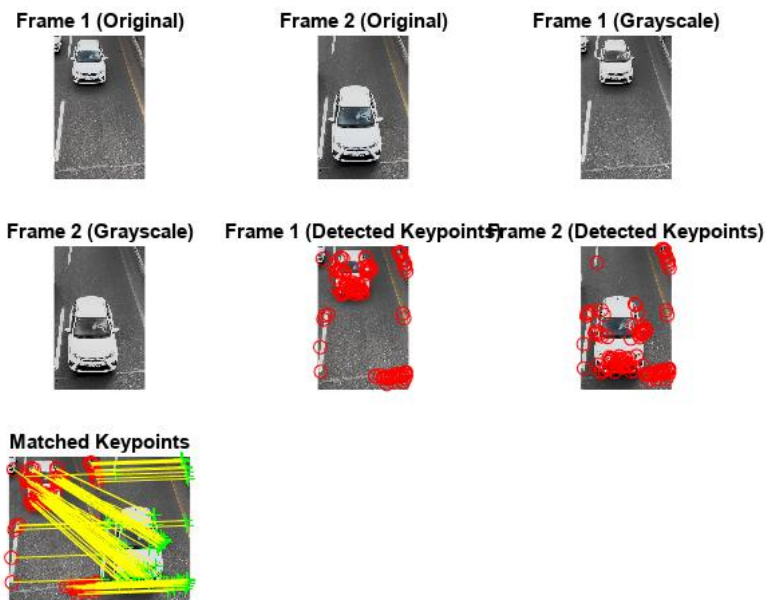 Frame 1 (Original)
Frame 2 (Original)
Frame 1 (Grayscale)
Frame 2 (Grayscale)
Frame 1 (Detected Keypoints)
Frame 2 (Detected Keypoints)
Matched Keypoints